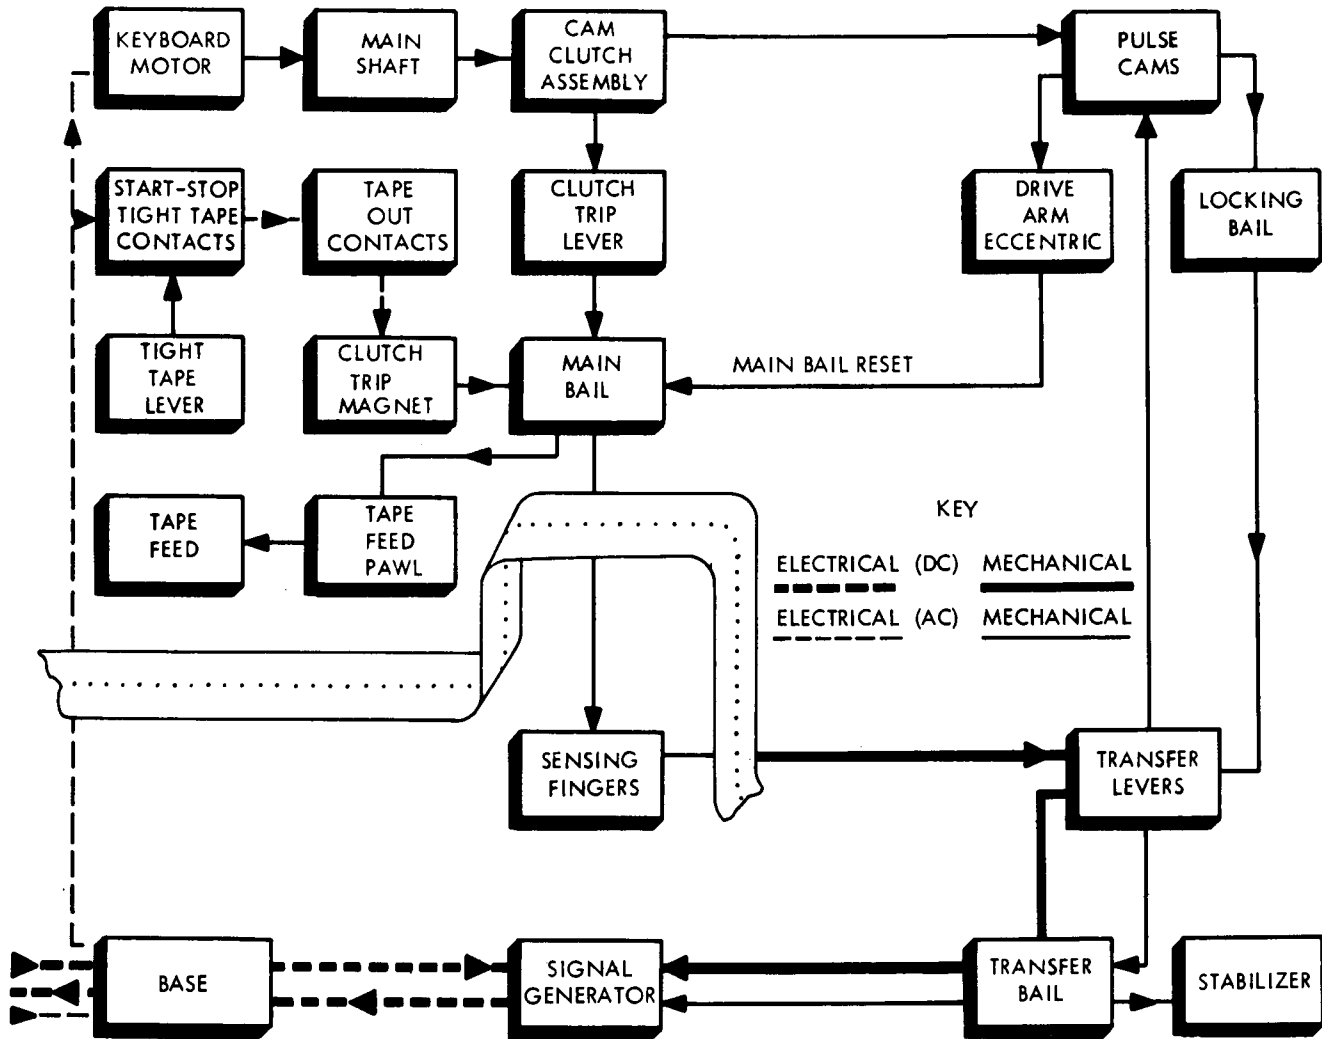 KEYBOARD
MOTOR
MAIN
SHAFT
CAM
CLUTCH
ASSEMBLY
PULSE
CAMS
START-STOP
TIGHT TAPE
CONTACTS
TAPE
OUT
CONTACTS
CLUTCH
TRIP
LEVER
DRIVE
ARM
ECCENTRIC
LOCKING
BAIL
TIGHT
TAPE
LEVER
CLUTCH
TRIP
MAGNET
MAIN
BAIL
MAIN BAIL RESET
TAPE
FEED
TAPE
FEED
PAWL
KEY
ELECTRICAL (DC) MECHANICAL
ELECTRICAL (AC) MECHANICAL
SENSING
FINGERS
TRANSFER
LEVERS
BASE
SIGNAL
GENERATOR
TRANSFER
BAIL
STABILIZER